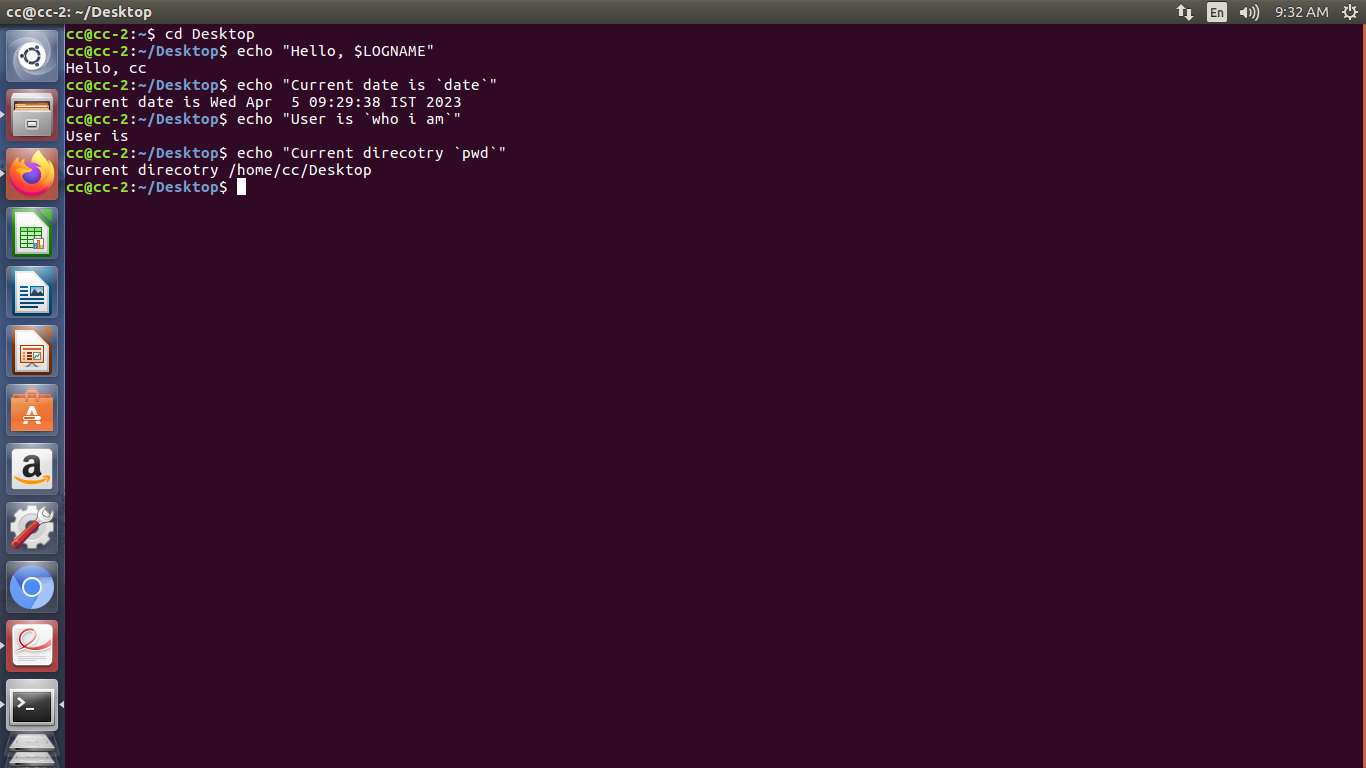 cc@cc-2: ~/Desktop
En
9:32 AM
cc@cc-2:~$ cd Desktop
cc@cc-2:~/Desktop$ echo "Hello, $LOGNAME"
Hello, cc
cc@cc-2:~/Desktop$ echo "Current date is `date`"
Current date is Wed Apr  5 09:29:38 IST 2023
cc@cc-2:~/Desktop$ echo "User is `who i am`"
User is
cc@cc-2:~/Desktop$ echo "Current direcotry `pwd`"
Current direcotry /home/cc/Desktop
cc@cc-2:~/Desktop$